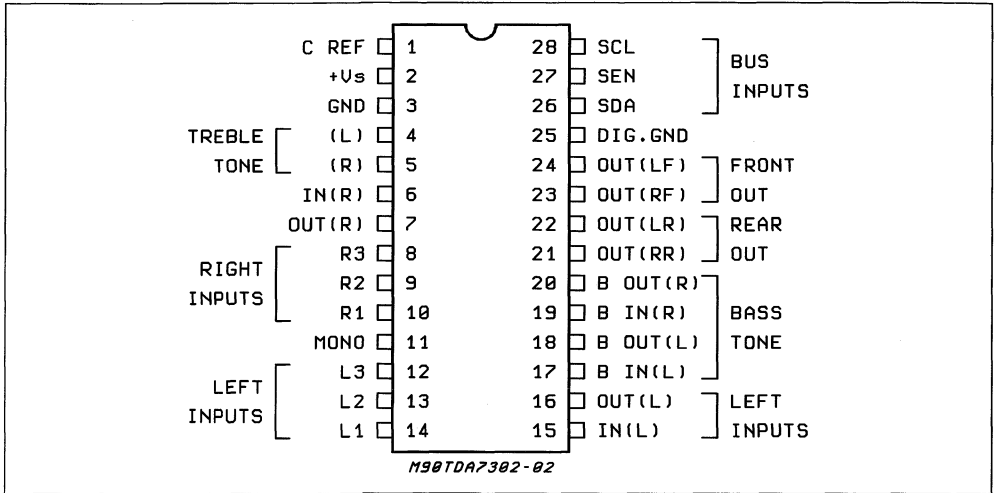 C REF 1 28 SCL
+Vs 2 27 SEN BUS
INPUTS
GND 3 26 SDA
TREBLE (L) 4 25 DIG.GND
TONE (R) 5 24 OUT(LF) FRONT
IN(R) 6 23 OUT(RF) OUT
OUT(R) 7 22 OUT(LR) REAR
R3 8 21 OUT(RR) OUT
RIGHT
INPUTS
R2 9 20 B OUT(R)
R1 10 19 B IN(R) BASS
MONO 11 18 B OUT(L) TONE
L3 12 17 B IN(L)
LEFT
INPUTS
L2 13 16 OUT(L) LEFT
L1 14 15 IN(L) INPUTS
M90TDA7302-02